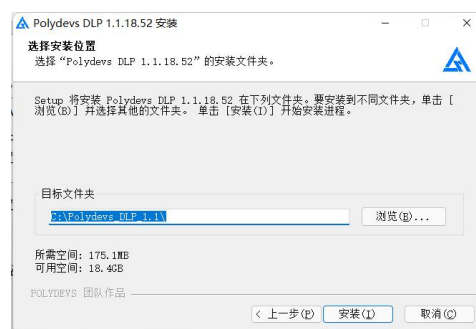 Polydevs DLP 1.1.18.52 安装
选择安装位置
选择“Polydevs DLP 1.1.18.52”的安装文件夹。
Setup 将安装 Polydevs DLP 1.1.18.52 在下列文件夹。要安装到不同文件夹，单击 [
浏览(B)] 并选择其他的文件夹。 单击 [安装(I)] 开始安装进程。
目标文件夹
C:\Polydevs_DLP_1.1\
浏览(B)...
所需空间: 175.1MB
可用空间: 18.4GB
POLYDEVS 团队作品
< 上一步(P) 安装(I) 取消(C)